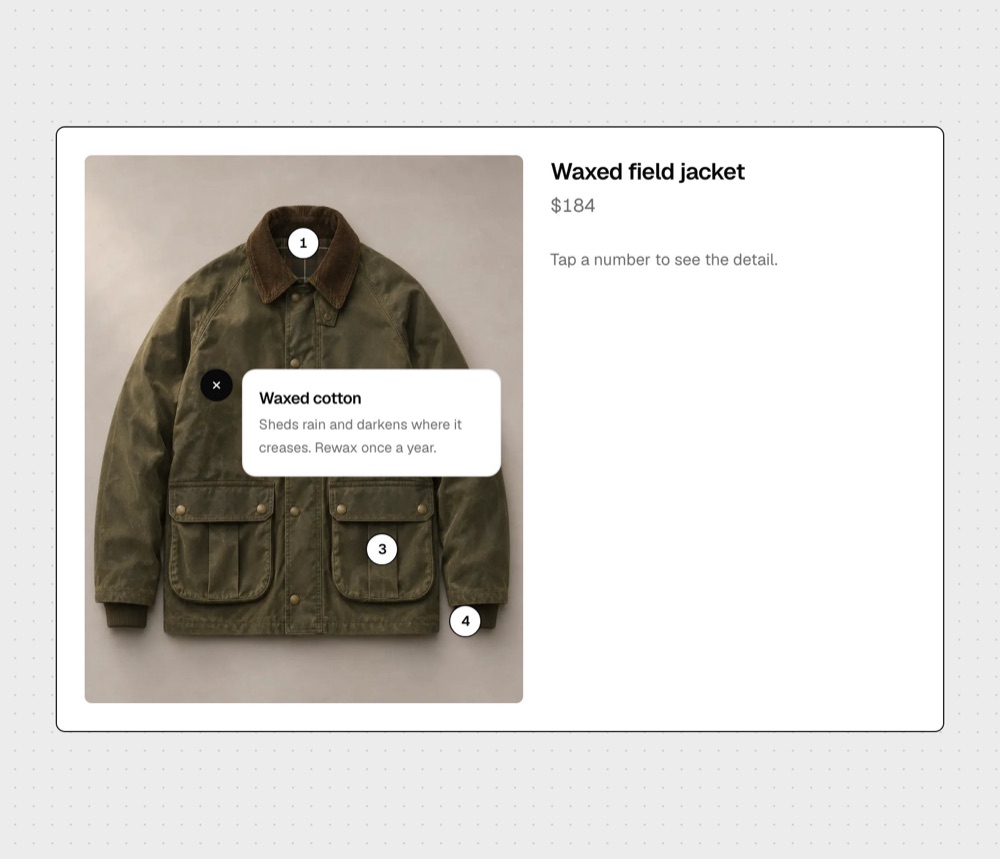 Waxed field jacket
$184
Tap a number to see the detail.
1
×
Waxed cotton
Sheds rain and darkens where it
creases. Rewax once a year.
3
4